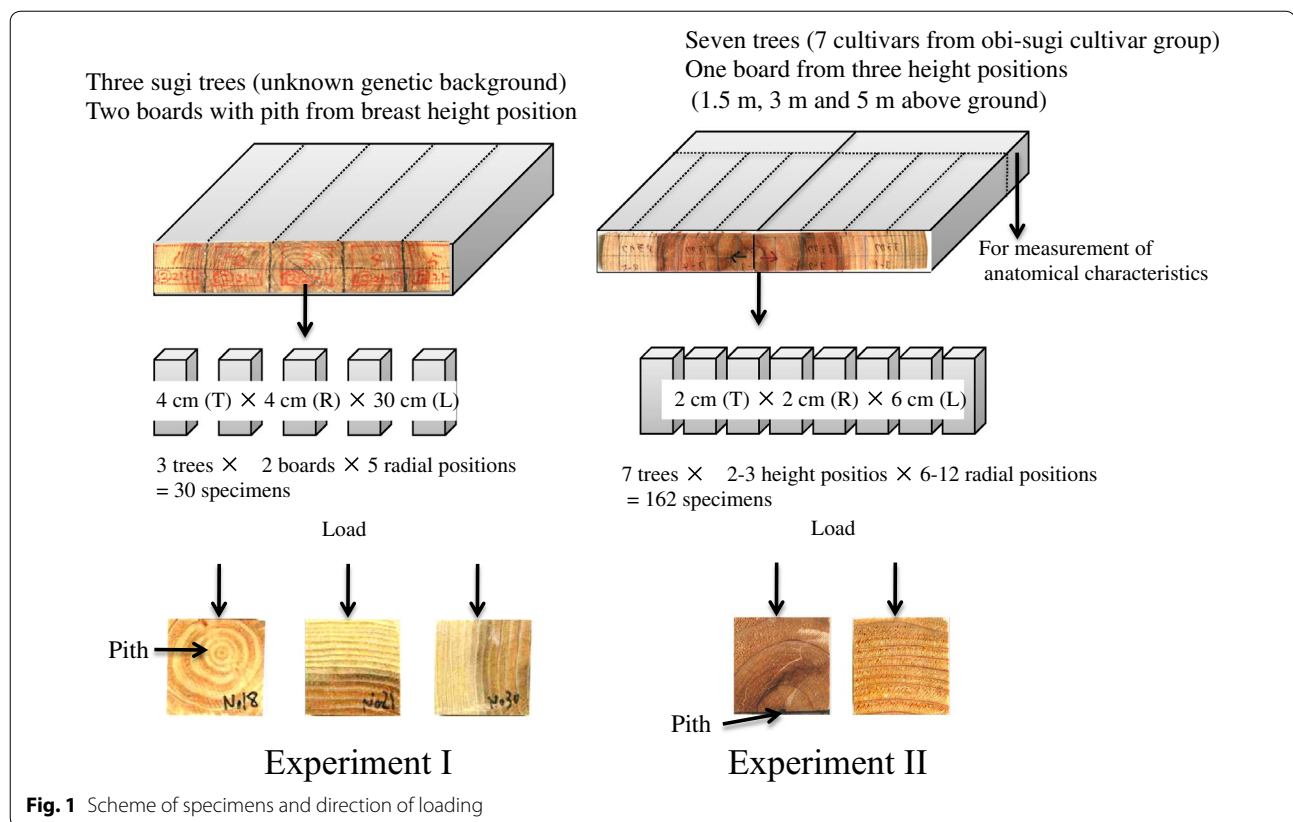 Three sugi trees (unknown genetic background)
Two boards with pith from breast height position
4 cm (T) × 4 cm (R) × 30 cm (L)
3 trees × 2 boards × 5 radial positions
= 30 specimens
Load
Pith
No18
No21
No30
Experiment I
Seven trees (7 cultivars from obi-sugi cultivar group)
One board from three height positions
(1.5 m, 3 m and 5 m above ground)
For measurement of
anatomical characteristics
2 cm (T) × 2 cm (R) × 6 cm (L)
7 trees × 2-3 height positios × 6-12 radial positions
= 162 specimens
Load
Pith
Experiment II
Fig. 1 Scheme of specimens and direction of loading